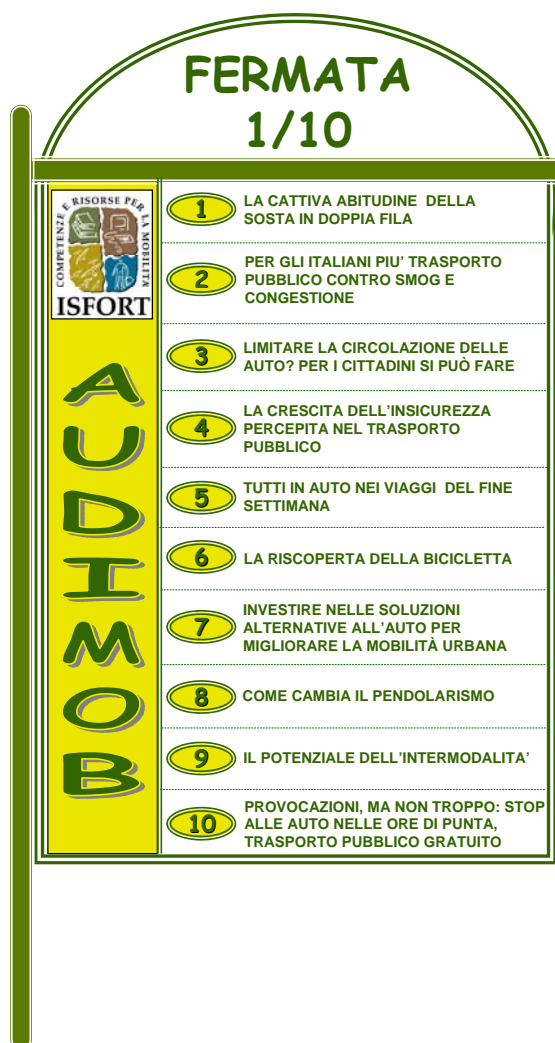 FERMATA
1/10
COMPETENZE E RISORSE PER LA MOBILITÀ
ISFORT
AUDIMOB
1 LA CATTIVA ABITUDINE DELLA
SOSTA IN DOPPIA FILA
2 PER GLI ITALIANI PIU' TRASPORTO
PUBBLICO CONTRO SMOG E
CONGESTIONE
3 LIMITARE LA CIRCOLAZIONE DELLE
AUTO? PER I CITTADINI SI PUÒ FARE
4 LA CRESCITA DELL'INSICUREZZA
PERCEPITA NEL TRASPORTO
PUBBLICO
5 TUTTI IN AUTO NEI VIAGGI DEL FINE
SETTIMANA
6 LA RISCOPERTA DELLA BICICLETTA
7 INVESTIRE NELLE SOLUZIONI
ALTERNATIVE ALL'AUTO PER
MIGLIORARE LA MOBILITÀ URBANA
8 COME CAMBIA IL PENDOLARISMO
9 IL POTENZIALE DELL'INTERMODALITA'
10 PROVOCAZIONI, MA NON TROPPO: STOP
ALLE AUTO NELLE ORE DI PUNTA,
TRASPORTO PUBBLICO GRATUITO